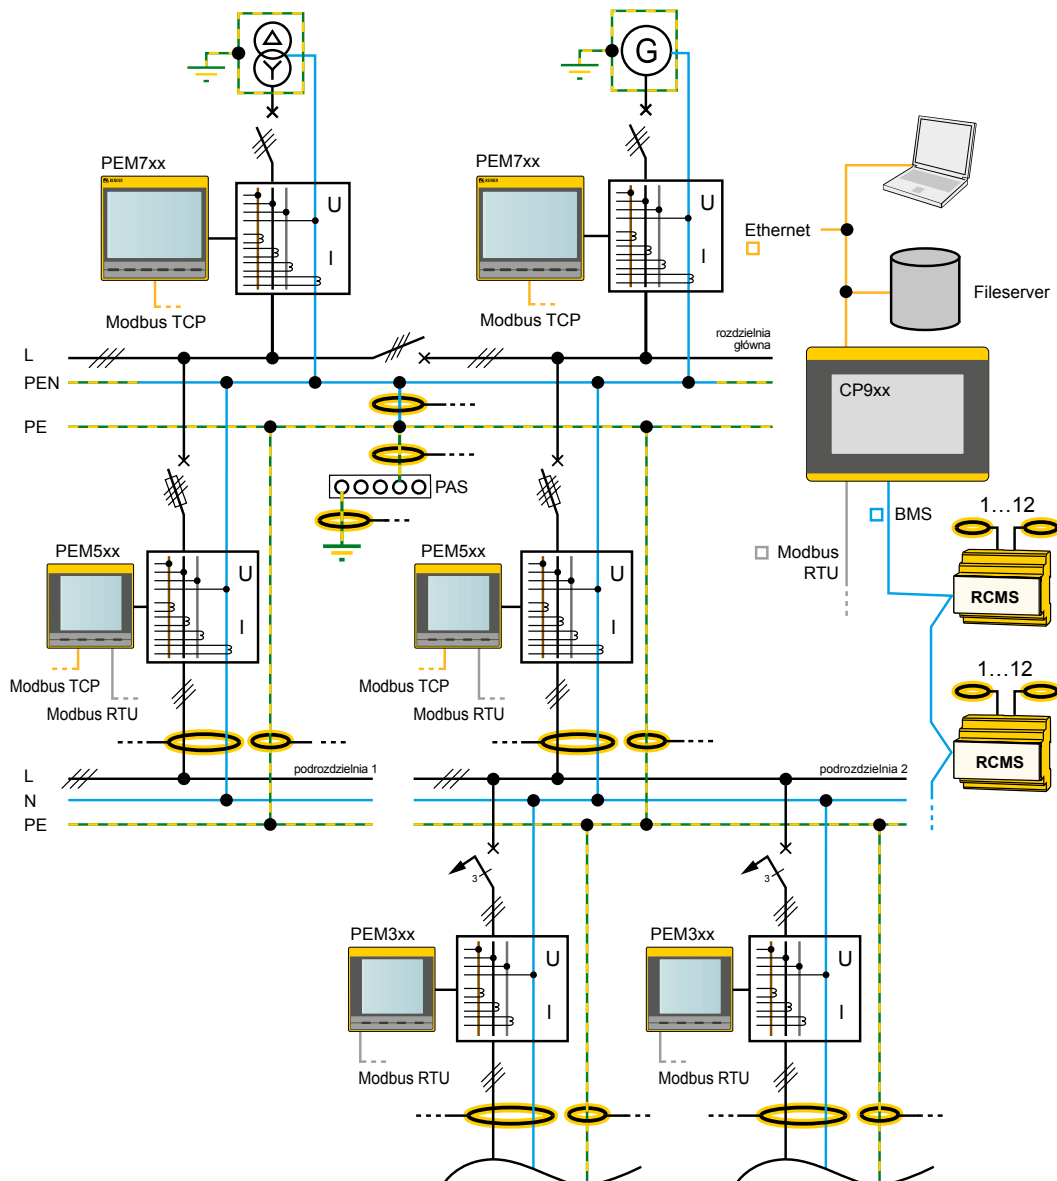 G
PEM7xx
BENDER
U
I
Modbus TCP
PEM7xx
BENDER
U
I
Modbus TCP
Ethernet
Fileserver
rozdzielnia
główna
L
PEN
PE
CP9xx
PAS
BMS
Modbus
RTU
1…12
RCMS
1…12
RCMS
PEM5xx
U
I
Modbus TCP
Modbus RTU
PEM5xx
U
I
Modbus TCP
Modbus RTU
L
N
PE
podrozdzielnia 1
podrozdzielnia 2
3
3
PEM3xx
U
I
Modbus RTU
PEM3xx
U
I
Modbus RTU